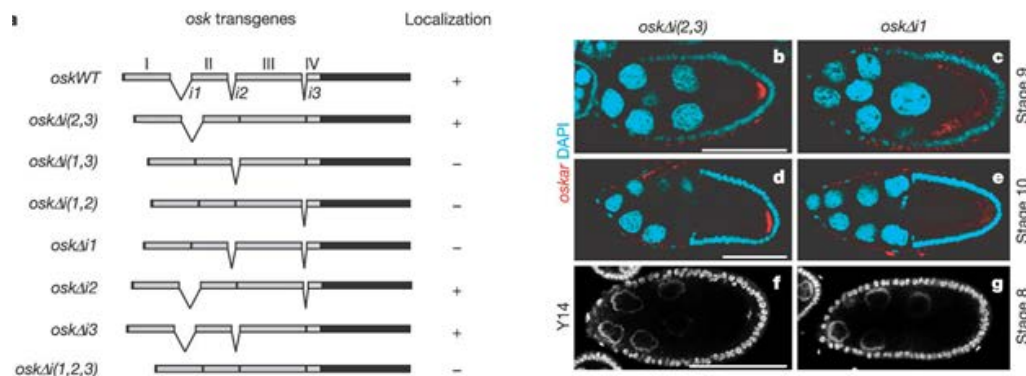 a
osk transgenes Localization
I II III IV
oskWT +
i1 i2 i3
oskΔi(2,3) +
oskΔi(1,3) −
oskΔi(1,2) −
oskΔi1 −
oskΔi2 +
oskΔi3 +
oskΔi(1,2,3) −
oskΔi(2,3) oskΔi1
b c
Stage 9
oskar DAPI
d e
Stage 10
Y14
f g
Stage 8